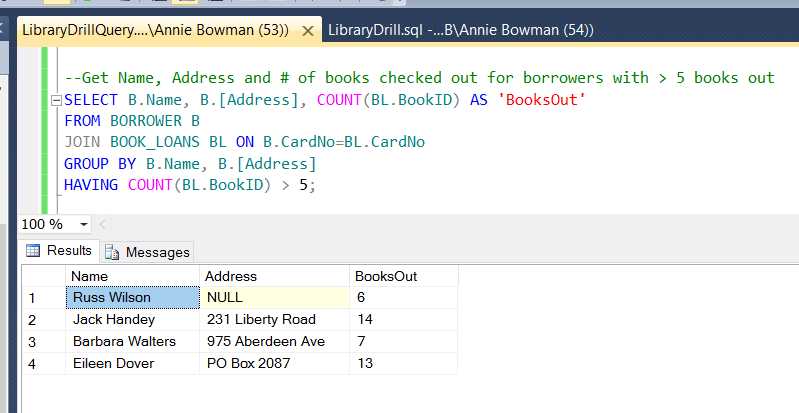 LibraryDrillQuery....\Annie Bowman (53)) LibraryDrill.sql -...B\Annie Bowman (54))
--Get Name, Address and # of books checked out for borrowers with > 5 books out
SELECT B.Name, B.[Address], COUNT(BL.BookID) AS 'BooksOut'
FROM BORROWER B
JOIN BOOK_LOANS BL ON B.CardNo=BL.CardNo
GROUP BY B.Name, B.[Address]
HAVING COUNT(BL.BookID) > 5;
100 %
Results Messages
Name Address BooksOut
1 Russ Wilson NULL 6
2 Jack Handey 231 Liberty Road 14
3 Barbara Walters 975 Aberdeen Ave 7
4 Eileen Dover PO Box 2087 13